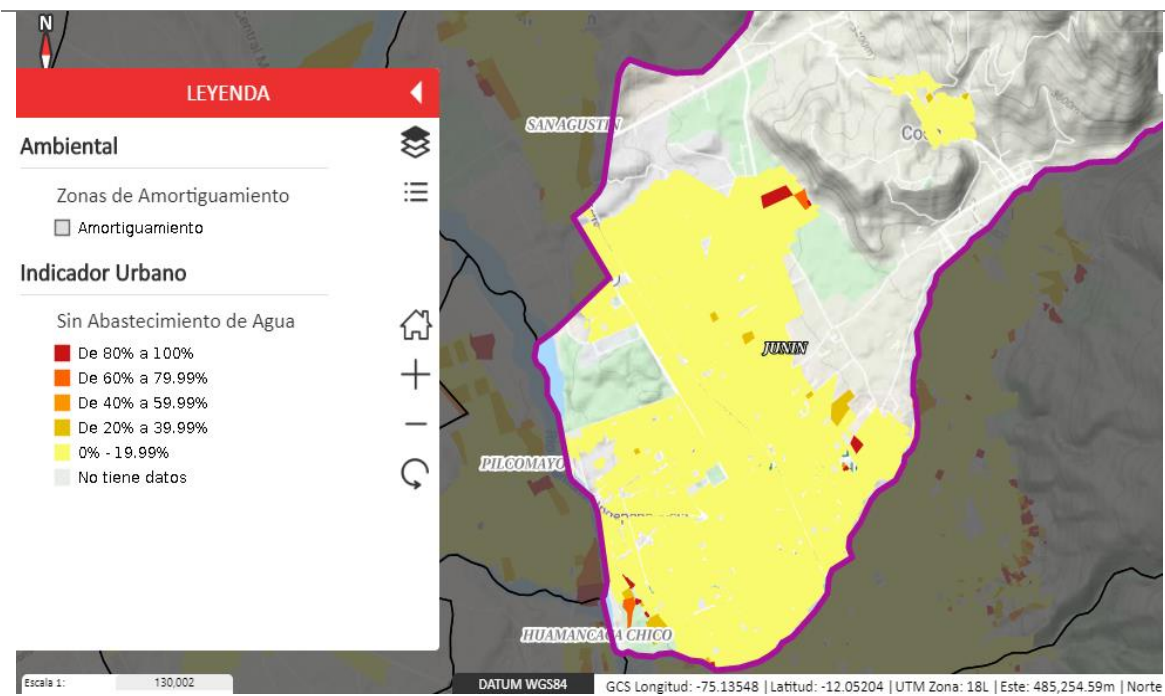 N
LEYENDA
Ambiental
Zonas de Amortiguamiento
Amortiguamiento
Indicador Urbano
Sin Abastecimiento de Agua
De 80% a 100%
De 60% a 79.99%
De 40% a 59.99%
De 20% a 39.99%
0% - 19.99%
No tiene datos
Central M
SAN AGUSTIN
Cos
JUNIN
PILCOMAYO
HUAMANCACA CHICO
Escala 1: 130,002
DATUM WGS84
GCS Longitud: -75.13548 | Latitud: -12.05204 | UTM Zona: 18L | Este: 485,254.59m | Norte: